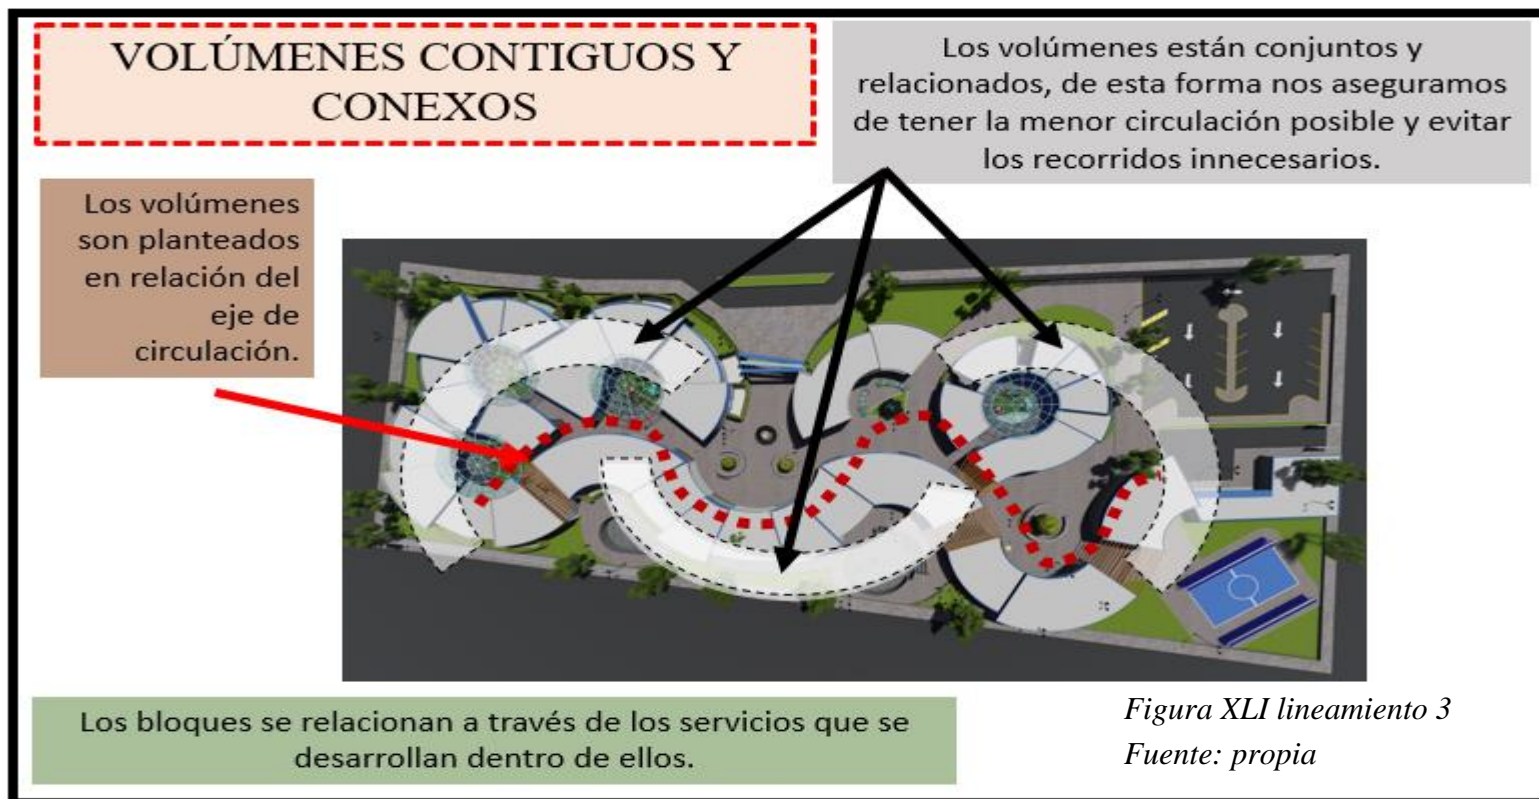 VOLÚMENES CONTIGUOS Y
CONEXOS
Los volúmenes están conjuntos y
relacionados, de esta forma nos aseguramos
de tener la menor circulación posible y evitar
los recorridos innecesarios.
Los volúmenes
son planteados
en relación del
eje de
circulación.
Los bloques se relacionan a través de los servicios que se
desarrollan dentro de ellos.
Figura XLI lineamiento 3
Fuente: propia